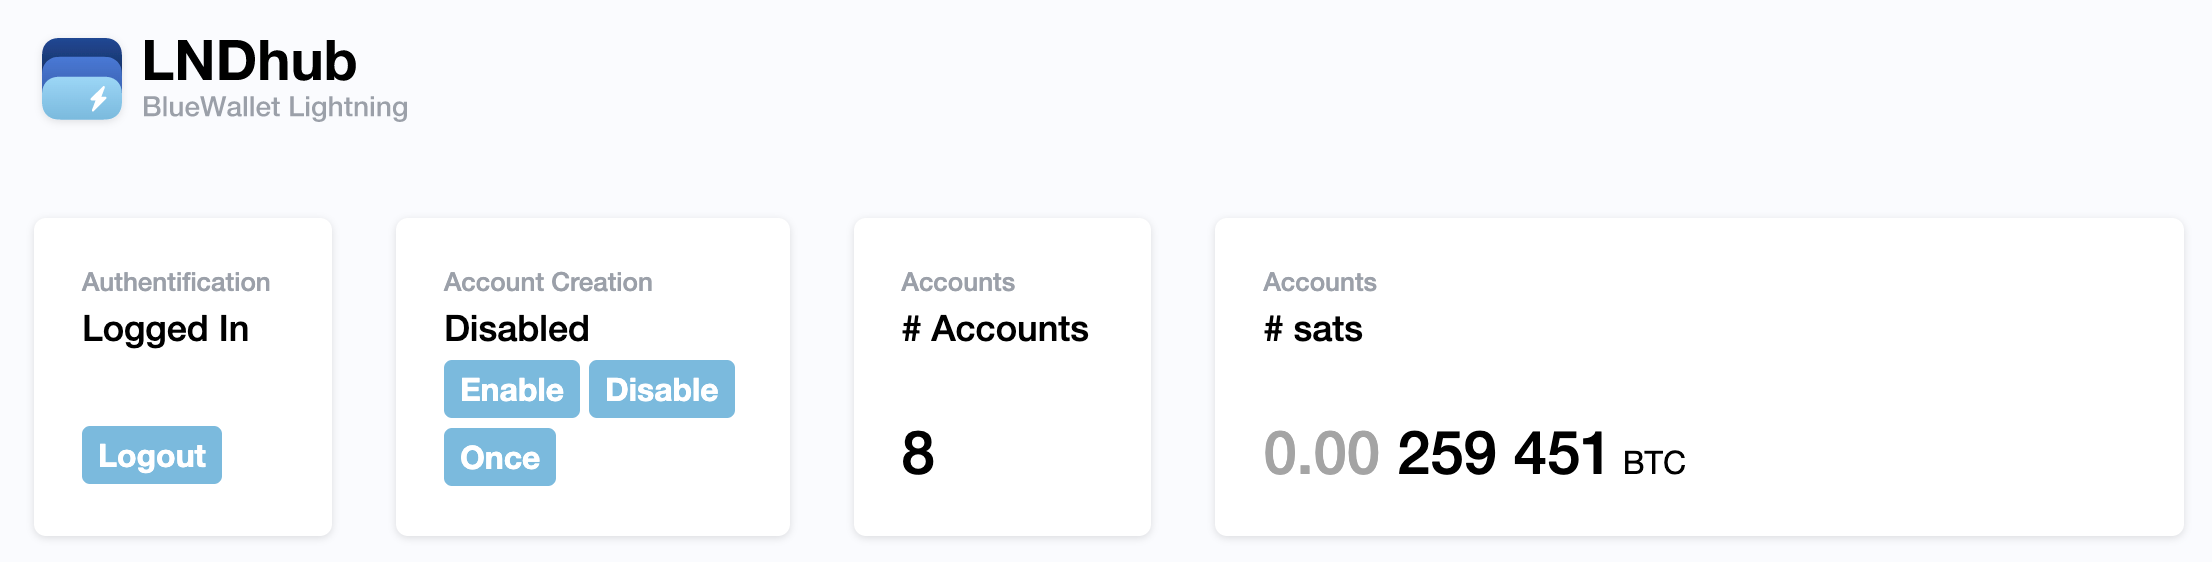 LNDhub
BlueWallet Lightning
Authentification
Logged In
Logout
Account Creation
Disabled
Enable Disable
Once
Accounts
# Accounts
8
Accounts
# sats
0.00 259 451 BTC